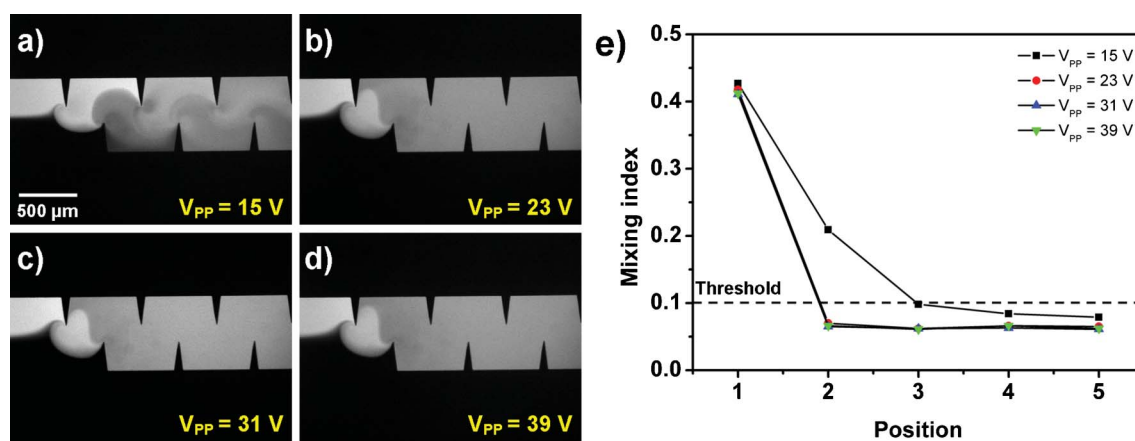 a)
V_PP = 15 V
500 µm
b)
V_PP = 23 V
c)
V_PP = 31 V
d)
V_PP = 39 V
e)
Mixing index
0.5
0.4
0.3
0.2
0.1
0.0
Threshold
V_PP = 15 V
V_PP = 23 V
V_PP = 31 V
V_PP = 39 V
1 2 3 4 5
Position